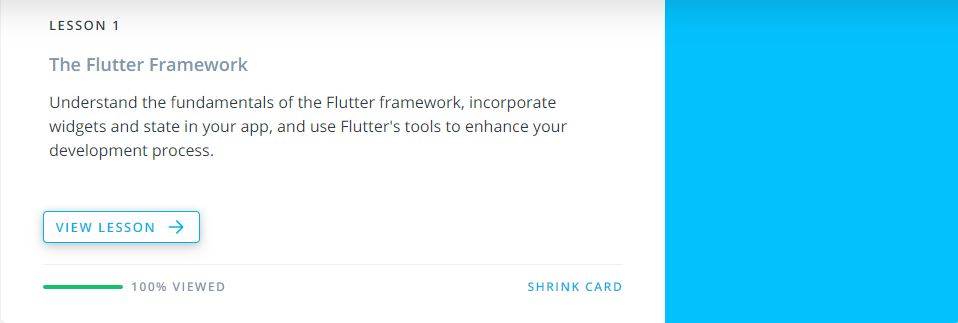 LESSON 1
The Flutter Framework
Understand the fundamentals of the Flutter framework, incorporate
widgets and state in your app, and use Flutter's tools to enhance your
development process.
VIEW LESSON
100% VIEWED
SHRINK CARD